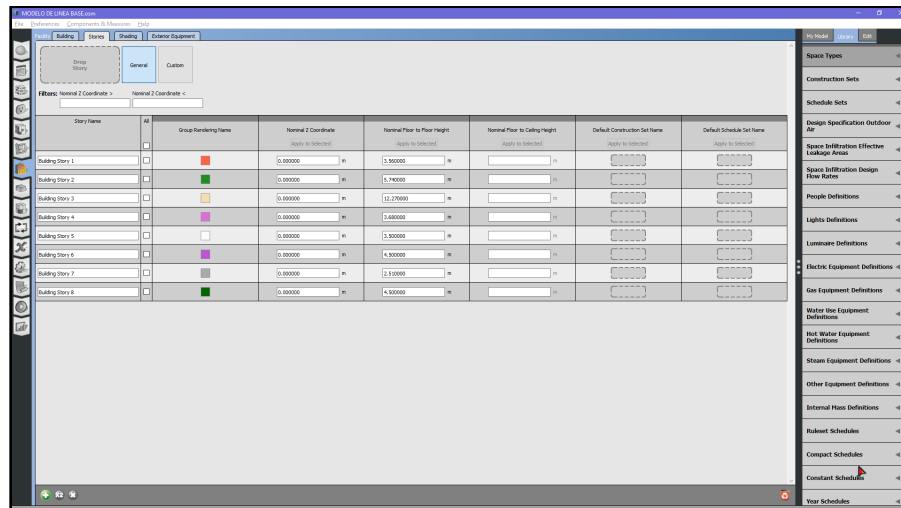 MODELO DE LINEA BASE.osm
File Preferences Components & Measures Help
Facility Building Stories Shading Exterior Equipment
My Model Library Edit
Drop Story
General Custom
Filters: Nominal Z Coordinate > Nominal Z Coordinate <
Story Name All Group Rendering Name Nominal Z Coordinate Nominal Floor to Floor Height Nominal Floor to Ceiling Height Default Construction Set Name Default Schedule Set Name
Apply to Selected Apply to Selected Apply to Selected Apply to Selected Apply to Selected
Building Story 1 0.000000 m 3.560000 m m
Building Story 2 0.000000 m 5.740000 m m
Building Story 3 0.000000 m 12.270000 m m
Building Story 4 0.000000 m 3.680000 m m
Building Story 5 0.000000 m 3.500000 m m
Building Story 6 0.000000 m 4.500000 m m
Building Story 7 0.000000 m 2.510000 m m
Building Story 8 0.000000 m 4.500000 m m
Space Types
Construction Sets
Schedule Sets
Design Specification Outdoor
Air
Space Infiltration Effective
Leakage Areas
Space Infiltration Design
Flow Rates
People Definitions
Lights Definitions
Luminaire Definitions
Electric Equipment Definitions
Gas Equipment Definitions
Water Use Equipment
Definitions
Hot Water Equipment
Definitions
Steam Equipment Definitions
Other Equipment Definitions
Internal Mass Definitions
Ruleset Schedules
Compact Schedules
Constant Schedules
Year Schedules
x2